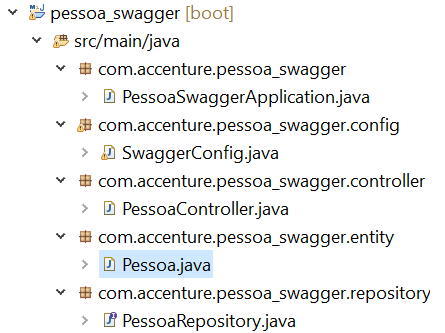 pessoa_swagger [boot]
src/main/java
com.accenture.pessoa_swagger
PessoaSwaggerApplication.java
com.accenture.pessoa_swagger.config
SwaggerConfig.java
com.accenture.pessoa_swagger.controller
PessoaController.java
com.accenture.pessoa_swagger.entity
Pessoa.java
com.accenture.pessoa_swagger.repository
PessoaRepository.java